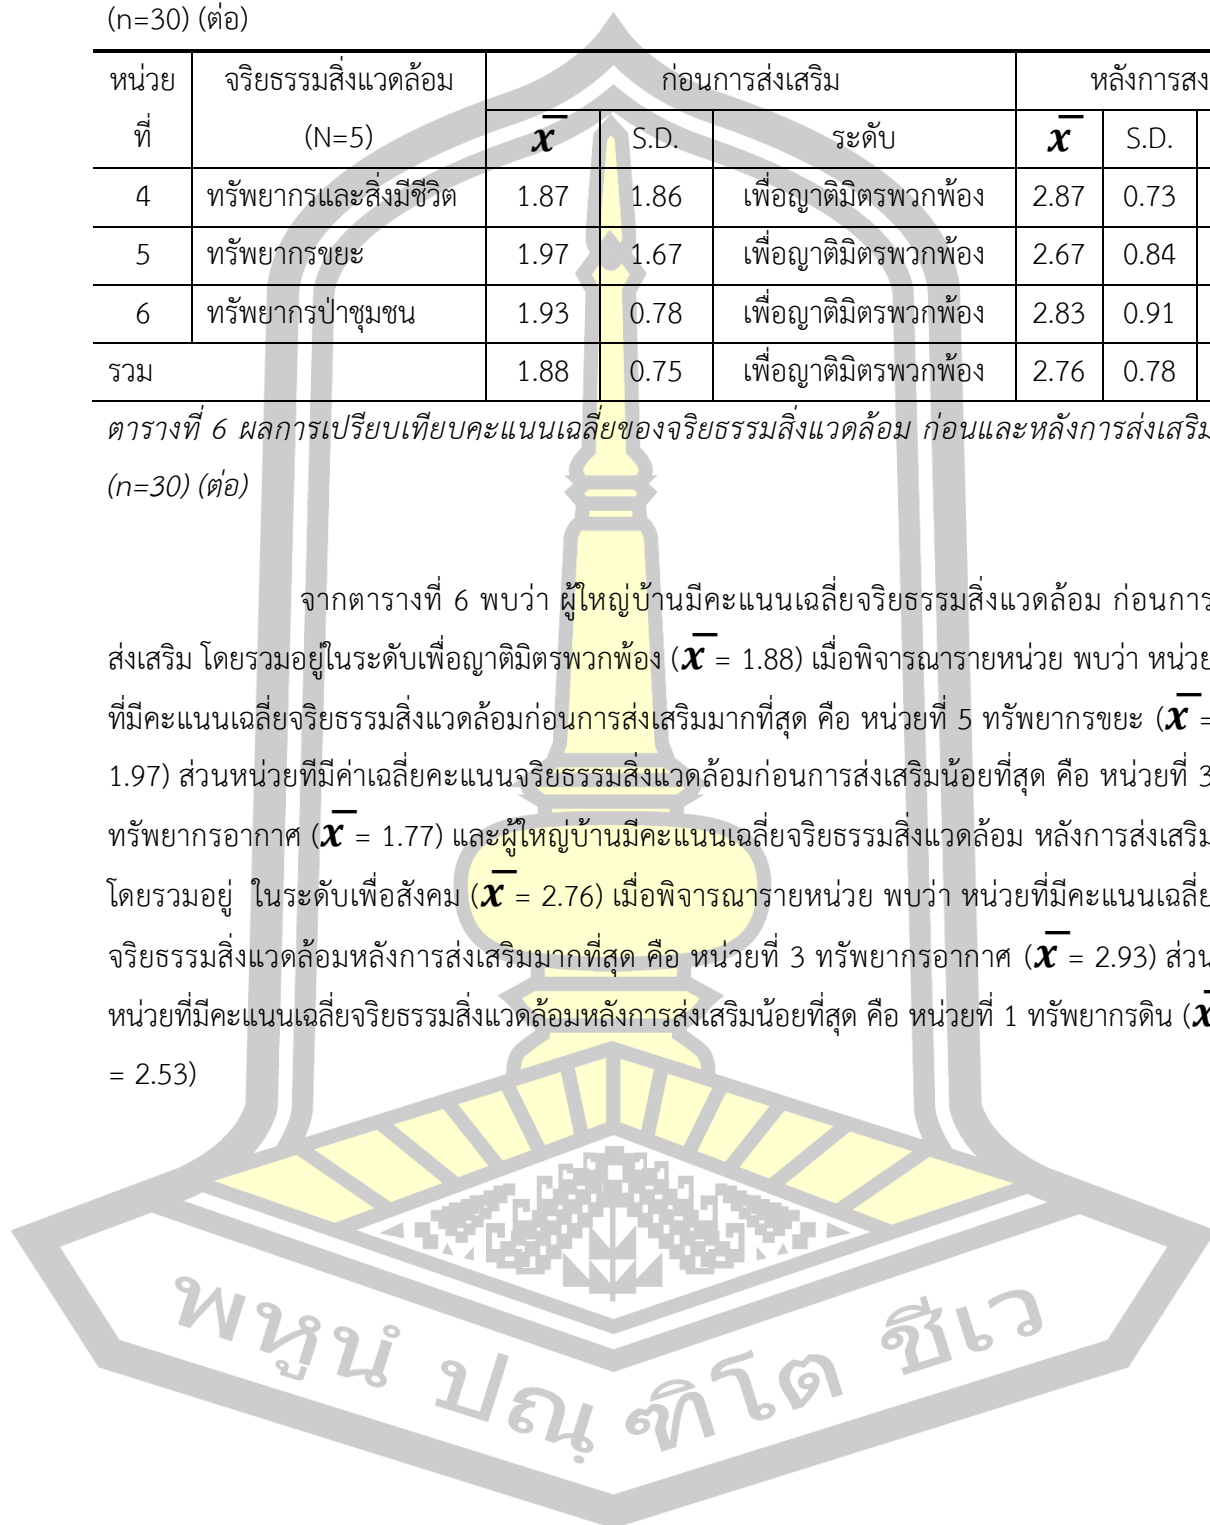 (n=30) (ต่อ)
หน่วยที่ จริยธรรมสิ่งแวดล้อม (N=5) ก่อนการส่งเสริม หลังการสง
x̄ S.D. ระดับ x̄ S.D.
4 ทรัพยากรและสิ่งมีชีวิต 1.87 1.86 เพื่อญาติมิตรพวกพ้อง 2.87 0.73
5 ทรัพยากรขยะ 1.97 1.67 เพื่อญาติมิตรพวกพ้อง 2.67 0.84
6 ทรัพยากรป่าชุมชน 1.93 0.78 เพื่อญาติมิตรพวกพ้อง 2.83 0.91
รวม 1.88 0.75 เพื่อญาติมิตรพวกพ้อง 2.76 0.78
ตารางที่ 6 ผลการเปรียบเทียบคะแนนเฉลี่ยของจริยธรรมสิ่งแวดล้อม ก่อนและหลังการส่งเสริม
(n=30) (ต่อ)
จากตารางที่ 6 พบว่า ผู้ใหญ่บ้านมีคะแนนเฉลี่ยจริยธรรมสิ่งแวดล้อม ก่อนการ
ส่งเสริม โดยรวมอยู่ในระดับเพื่อญาติมิตรพวกพ้อง (x̄ = 1.88) เมื่อพิจารณารายหน่วย พบว่า หน่วย
ที่มีคะแนนเฉลี่ยจริยธรรมสิ่งแวดล้อมก่อนการส่งเสริมมากที่สุด คือ หน่วยที่ 5 ทรัพยากรขยะ (x̄ =
1.97) ส่วนหน่วยทีมีค่าเฉลี่ยคะแนนจริยธรรมสิ่งแวดล้อมก่อนการส่งเสริมน้อยที่สุด คือ หน่วยที่ 3
ทรัพยากรอากาศ (x̄ = 1.77) และผู้ใหญ่บ้านมีคะแนนเฉลี่ยจริยธรรมสิ่งแวดล้อม หลังการส่งเสริม
โดยรวมอยู่ ในระดับเพื่อสังคม (x̄ = 2.76) เมื่อพิจารณารายหน่วย พบว่า หน่วยที่มีคะแนนเฉลี่ย
จริยธรรมสิ่งแวดล้อมหลังการส่งเสริมมากที่สุด คือ หน่วยที่ 3 ทรัพยากรอากาศ (x̄ = 2.93) ส่วน
หน่วยที่มีคะแนนเฉลี่ยจริยธรรมสิ่งแวดล้อมหลังการส่งเสริมน้อยที่สุด คือ หน่วยที่ 1 ทรัพยากรดิน (x̄
= 2.53)
พหูนํ ปณฺฑิโต ชีเว